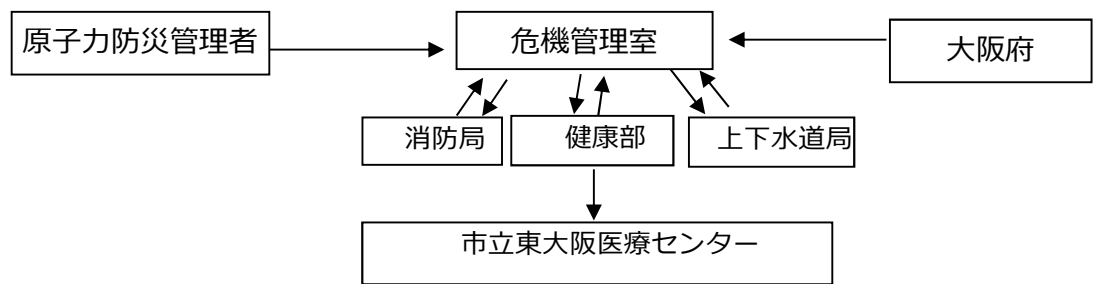 原子力防災管理者
危機管理室
大阪府
消防局
健康部
上下水道局
市立東大阪医療センター